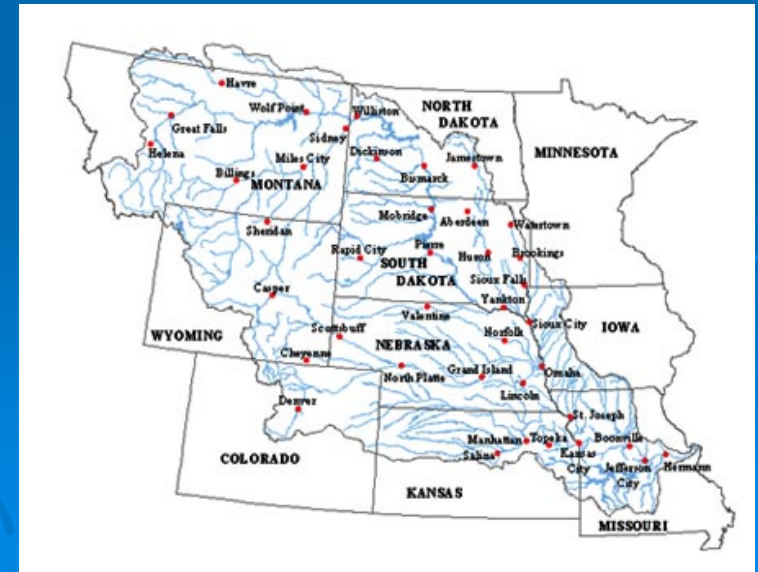 Havre
Wolf Point
Williston
NORTH
DAKOTA
Great Falls
Sidney
Helena
Dickinson
Jamestown
MINNESOTA
Miles City
Bismarck
Billings
MONTANA
Mobridge
Aberdeen
Watertown
Sheridan
Rapid City
Pierre
Huson
Brookings
SOUTH
DAKOTA
Sioux Falls
Casper
Yankton
Valentine
Sioux City
IOWA
WYOMING
Scottsbuff
Norfolk
NEBRASKA
Cheyenne
North Platte
Grand Island
Omaha
Lincoln
Denver
St. Joseph
Manhattan
Topeka
Boonville
Salina
Kansas
City
Jefferson
City
Hermann
COLORADO
KANSAS
MISSOURI